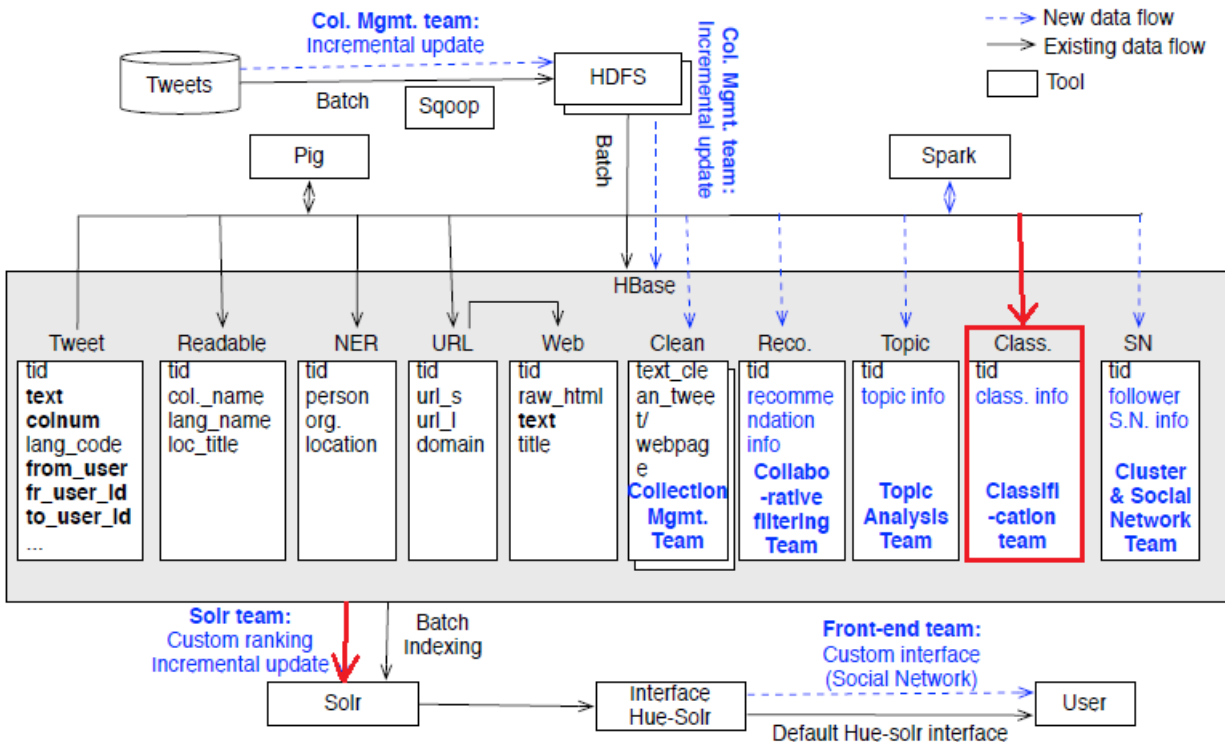 Col. Mgmt. team:
Incremental update
New data flow
Existing data flow
Tool
Tweets
Batch
Sqoop
HDFS
Col. Mgmt. team:
Incremental update
Batch
Pig
Spark
HBase
Tweet
tid
text
colnum
lang_code
from_user
fr_user_id
to_user_id
...
Readable
tid
col._name
lang_name
loc_title
NER
tid
person
org.
location
URL
tid
url_s
url_l
domain
Web
tid
raw_html
text
title
Clean
text_cle
an_twee
t/
webpag
e
Collection
Mgmt.
Team
Reco.
tid
recomme
ndation
info
Collabo
-rative
filtering
Team
Topic
tid
topic info
Topic
Analysis
Team
Class.
tid
class. info
Classifi
-cation
team
SN
tid
follower
S.N. info
Cluster
& Social
Network
Team
Solr team:
Custom ranking
Incremental update
Batch
Indexing
Front-end team:
Custom interface
(Social Network)
Solr
Interface
Hue-Solr
User
Default Hue-solr interface